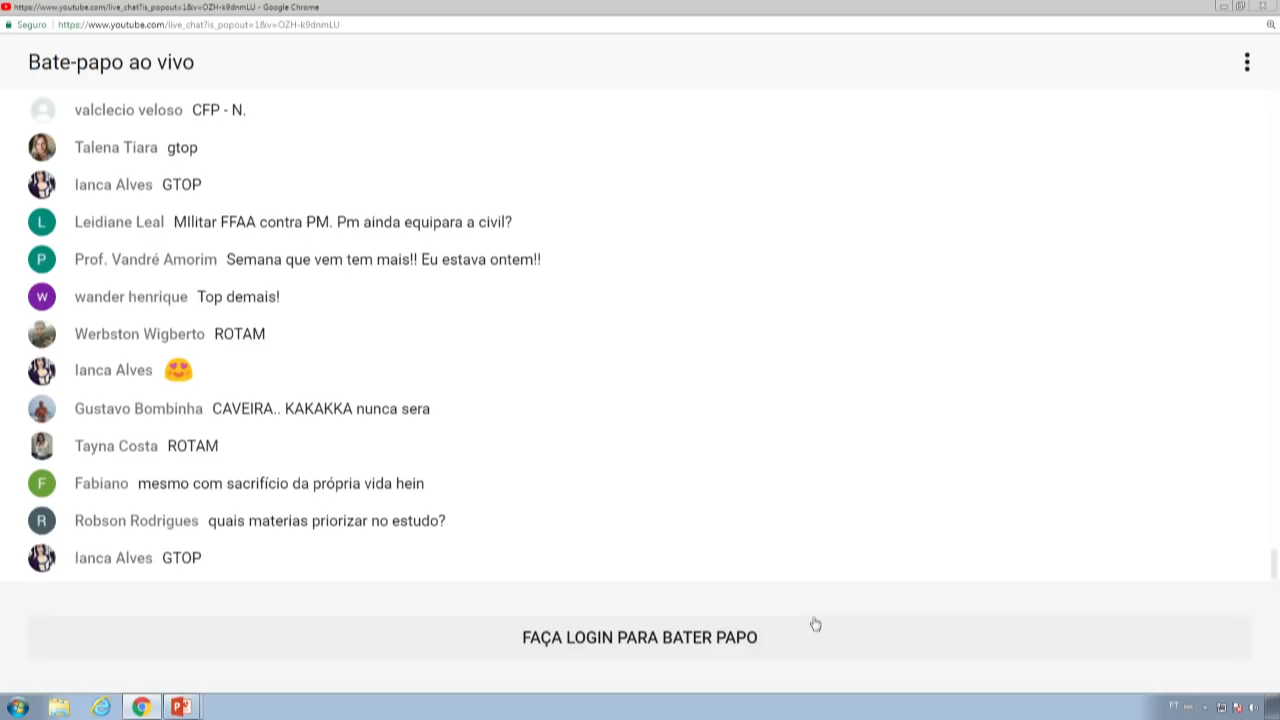 https://www.youtube.com/live_chat?is_popout=1&v=OZH-k9dnmLU - Google Chrome
Seguro https://www.youtube.com/live_chat?is_popout=1&v=OZH-k9dnmLU
Bate-papo ao vivo
valclecio veloso CFP - N.
Talena Tiara gtop
Ianca Alves GTOP
L Leidiane Leal MIlitar FFAA contra PM. Pm ainda equipara a civil?
P Prof. Vandré Amorim Semana que vem tem mais!! Eu estava ontem!!
W wander henrique Top demais!
Werbston Wigberto ROTAM
Ianca Alves 😍
Gustavo Bombinha CAVEIRA.. KAKAKKA nunca sera
Tayna Costa ROTAM
F Fabiano mesmo com sacrifício da própria vida hein
R Robson Rodrigues quais materias priorizar no estudo?
Ianca Alves GTOP
FAÇA LOGIN PARA BATER PAPO
PT